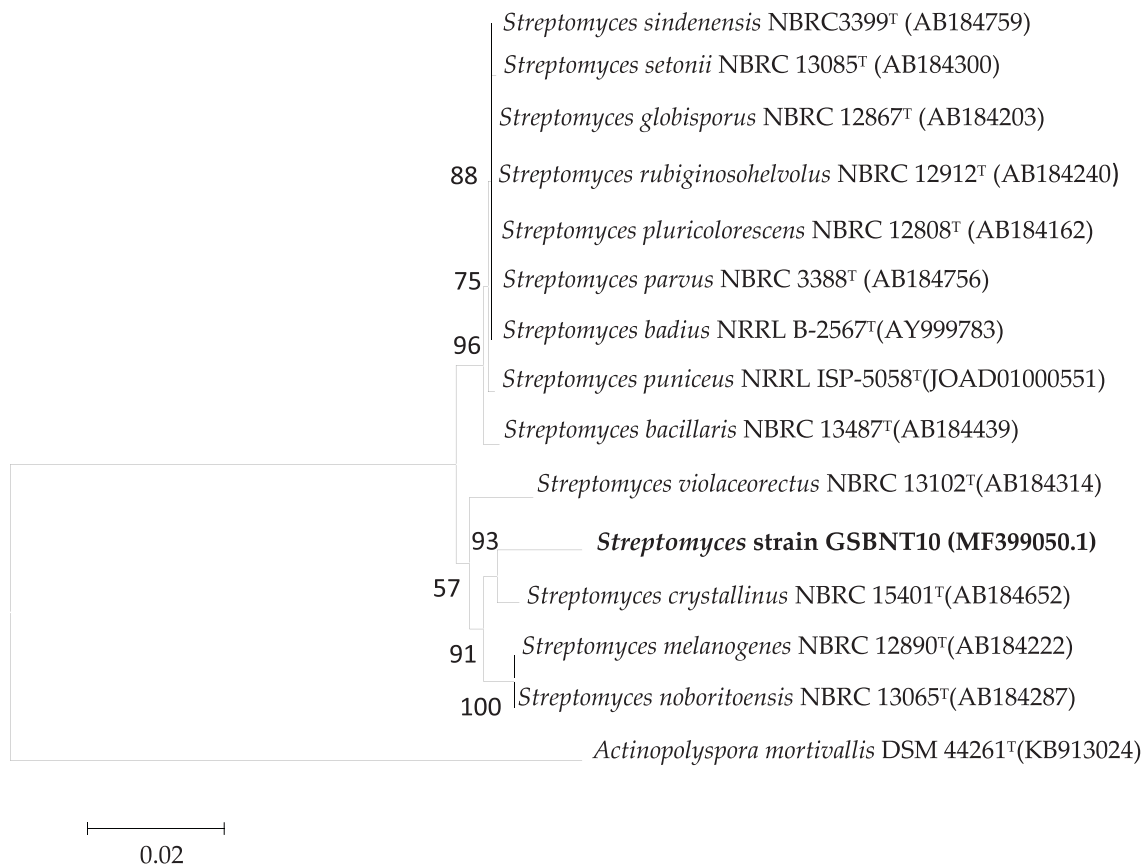 Streptomyces sindenensis NBRC3399ᵀ (AB184759)
Streptomyces setonii NBRC 13085ᵀ (AB184300)
Streptomyces globisporus NBRC 12867ᵀ (AB184203)
88
Streptomyces rubiginosohelvolus NBRC 12912ᵀ (AB184240)
Streptomyces pluricolorescens NBRC 12808ᵀ (AB184162)
75
Streptomyces parvus NBRC 3388ᵀ (AB184756)
Streptomyces badius NRRL B-2567ᵀ(AY999783)
96
Streptomyces puniceus NRRL ISP-5058ᵀ(JOAD01000551)
Streptomyces bacillaris NBRC 13487ᵀ(AB184439)
Streptomyces violaceorectus NBRC 13102ᵀ(AB184314)
93
Streptomyces strain GSBNT10 (MF399050.1)
57
Streptomyces crystallinus NBRC 15401ᵀ(AB184652)
Streptomyces melanogenes NBRC 12890ᵀ(AB184222)
91
Streptomyces noboritoensis NBRC 13065ᵀ(AB184287)
100
Actinopolyspora mortivallis DSM 44261ᵀ(KB913024)
0.02